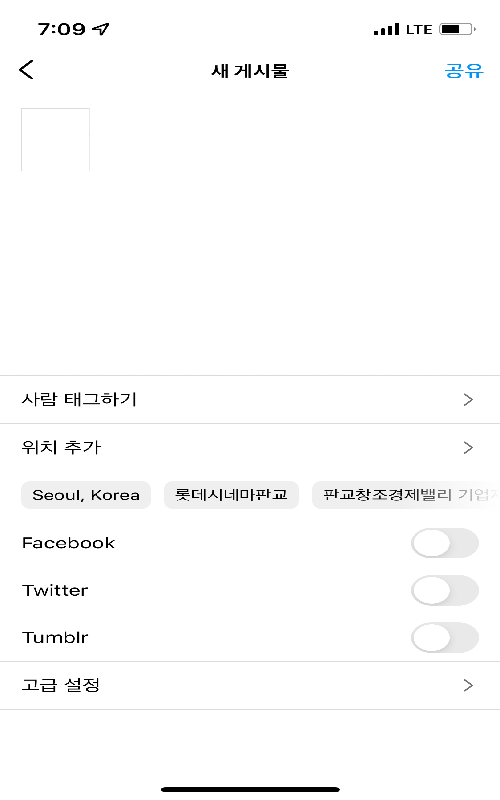 7:09 LTE
새 게시물 공유
사람 태그하기
위치 추가
Seoul, Korea 롯데시네마판교 판교창조경제밸리 기업
Facebook
Twitter
Tumblr
고급 설정